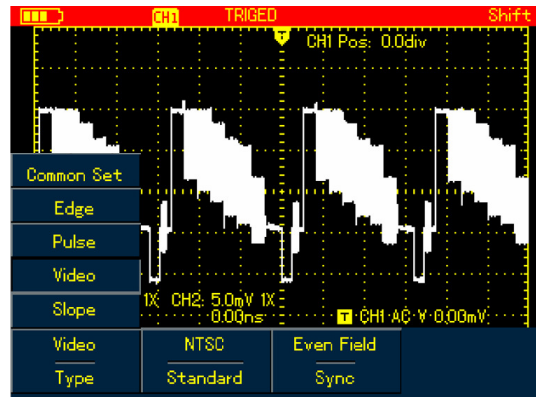 CH1 TRIGED Shift
T
CH1 Pos: 0.0div
Common Set
Edge
Pulse
Video
Slope
1X CH2: 5.0mV 1X
0.00ns
T CH1 AC V 0.00mV
Video NTSC Even Field
Type Standard Sync